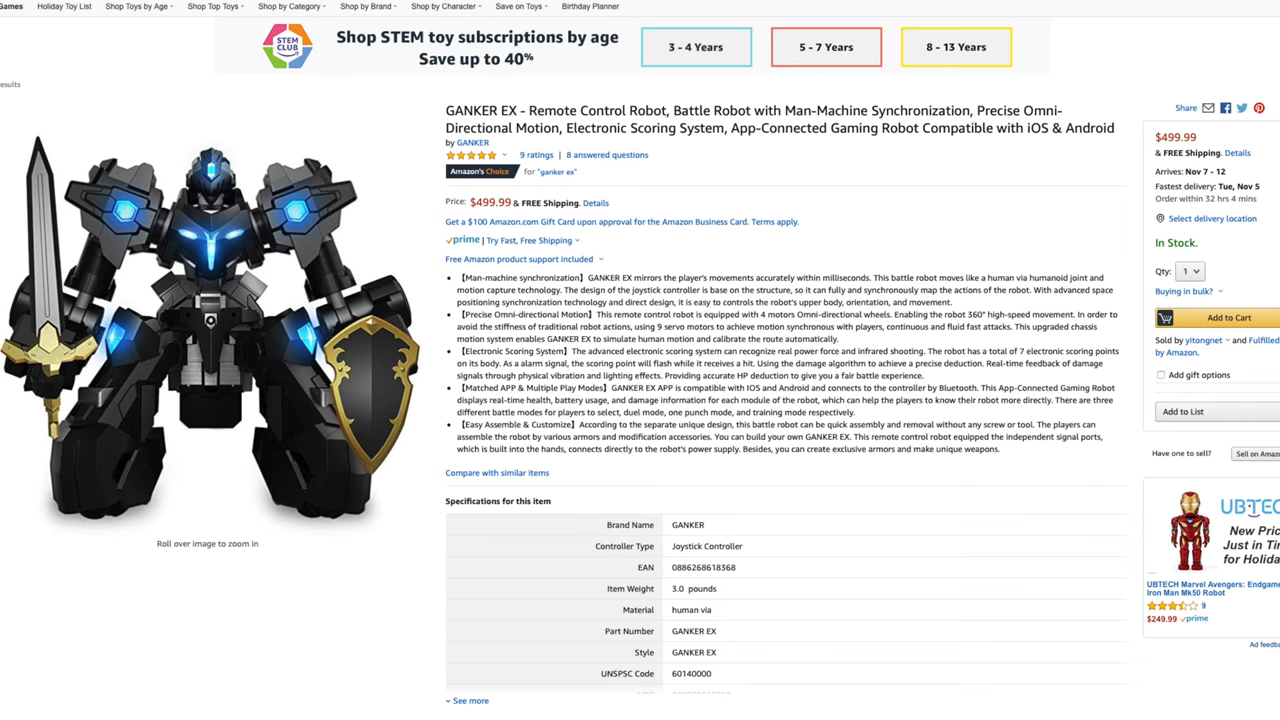 Games Holiday Toy List Shop Toys by Age Shop Top Toys Shop by Category Shop by Brand Shop by Character Save on Toys Birthday Planner
STEM
CLUB
Shop STEM toy subscriptions by age
Save up to 40%
3 - 4 Years
5 - 7 Years
8 - 13 Years
esults
GANKER EX - Remote Control Robot, Battle Robot with Man-Machine Synchronization, Precise Omni-
Directional Motion, Electronic Scoring System, App-Connected Gaming Robot Compatible with iOS & Android
by GANKER
9 ratings | 8 answered questions
Amazon's Choice for "ganker ex"
Price: $499.99 & FREE Shipping. Details
Get a $100 Amazon.com Gift Card upon approval for the Amazon Business Card. Terms apply.
prime | Try Fast, Free Shipping
Free Amazon product support included
• 【Man-machine synchronization】GANKER EX mirrors the player's movements accurately within milliseconds. This battle robot moves like a human via humanoid joint and
motion capture technology. The design of the joystick controller is base on the structure, so it can fully and synchronously map the actions of the robot. With advanced space
positioning synchronization technology and direct design, it is easy to controls the robot's upper body, orientation, and movement.
• 【Precise Omni-directional Motion】This remote control robot is equipped with 4 motors Omni-directional Wheels. Enabling the robot 360° high-speed movement. In order to
avoid the stiffness of traditional robot actions, using 9 servo motors to achieve motion synchronous with players, continuous and fluid fast attacks. This upgraded chassis
motion system enables GANKER EX to simulate human motion and calibrate the route automatically.
• 【Electronic Scoring System】The advanced electronic scoring system can recognize real power force and infrared shooting. The robot has a total of 7 electronic scoring points
on its body. As a alarm signal, the scoring point will flash while it receives a hit. Using the damage algorithm to achieve a precise deduction. Real-time feedback of damage
signals through physical vibration and lighting effects. Providing accurate HP deduction to give you a fair battle experience.
• 【Matched APP & Multiple Play Modes】GANKER EX APP is compatible with IOS and Android and connects to the controller by Bluetooth. This App-Connected Gaming Robot
displays real-time health, battery usage, and damage information for each module of the robot, which can help the players to know their robot more directly. There are three
different battle modes for players to select, duel mode, one punch mode, and training mode respectively.
• 【Easy Assemble & Customize】According to the separate unique design, this battle robot can be quick assembly and removal without any screw or tool. The players can
assemble the robot by various armors and modification accessories. You can build your own GANKER EX. This remote control robot equipped the independent signal ports,
which is built into the hands, connects directly to the robot's power supply. Besides, you can create exclusive armors and make unique weapons.
Compare with similar items
Specifications for this item
Brand Name GANKER
Controller Type Joystick Controller
EAN 0886268618368
Item Weight 3.0 pounds
Material human via
Part Number GANKER EX
Style GANKER EX
UNSPSC Code 60140000
See more
Roll over image to zoom in
Share
$499.99
& FREE Shipping. Details
Arrives: Nov 7 - 12
Fastest delivery: Tue, Nov 5
Order within 32 hrs 4 mins
Select delivery location
In Stock.
Qty: 1
Buying in bulk?
Add to Cart
Sold by yitongnet and Fulfilled
by Amazon.
Add gift options
Add to List
Have one to sell? Sell on Amaz
UBTEC
New Pric
Just in Ti
for Holida
UBTECH Marvel Avengers: Endgame
Iron Man Mk50 Robot
9
$249.99 prime
Ad feedba